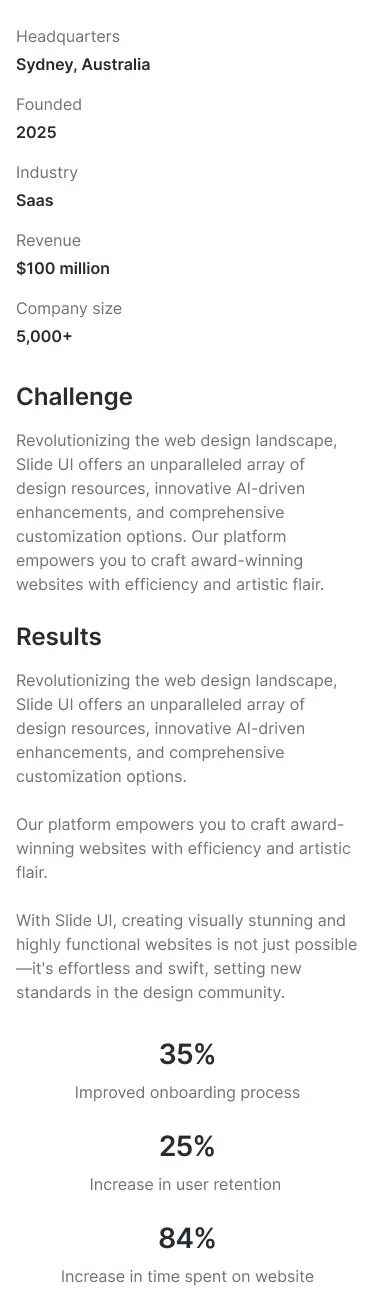 Headquarters
Sydney, Australia
Founded
2025
Industry
Saas
Revenue
$100 million
Company size
5,000+
Challenge
Revolutionizing the web design landscape,
Slide UI offers an unparalleled array of
design resources, innovative AI-driven
enhancements, and comprehensive
customization options. Our platform
empowers you to craft award-winning
websites with efficiency and artistic flair.
Results
Revolutionizing the web design landscape,
Slide UI offers an unparalleled array of
design resources, innovative AI-driven
enhancements, and comprehensive
customization options.
Our platform empowers you to craft award-
winning websites with efficiency and artistic
flair.
With Slide UI, creating visually stunning and
highly functional websites is not just possible
—it's effortless and swift, setting new
standards in the design community.
35%
Improved onboarding process
25%
Increase in user retention
84%
Increase in time spent on website